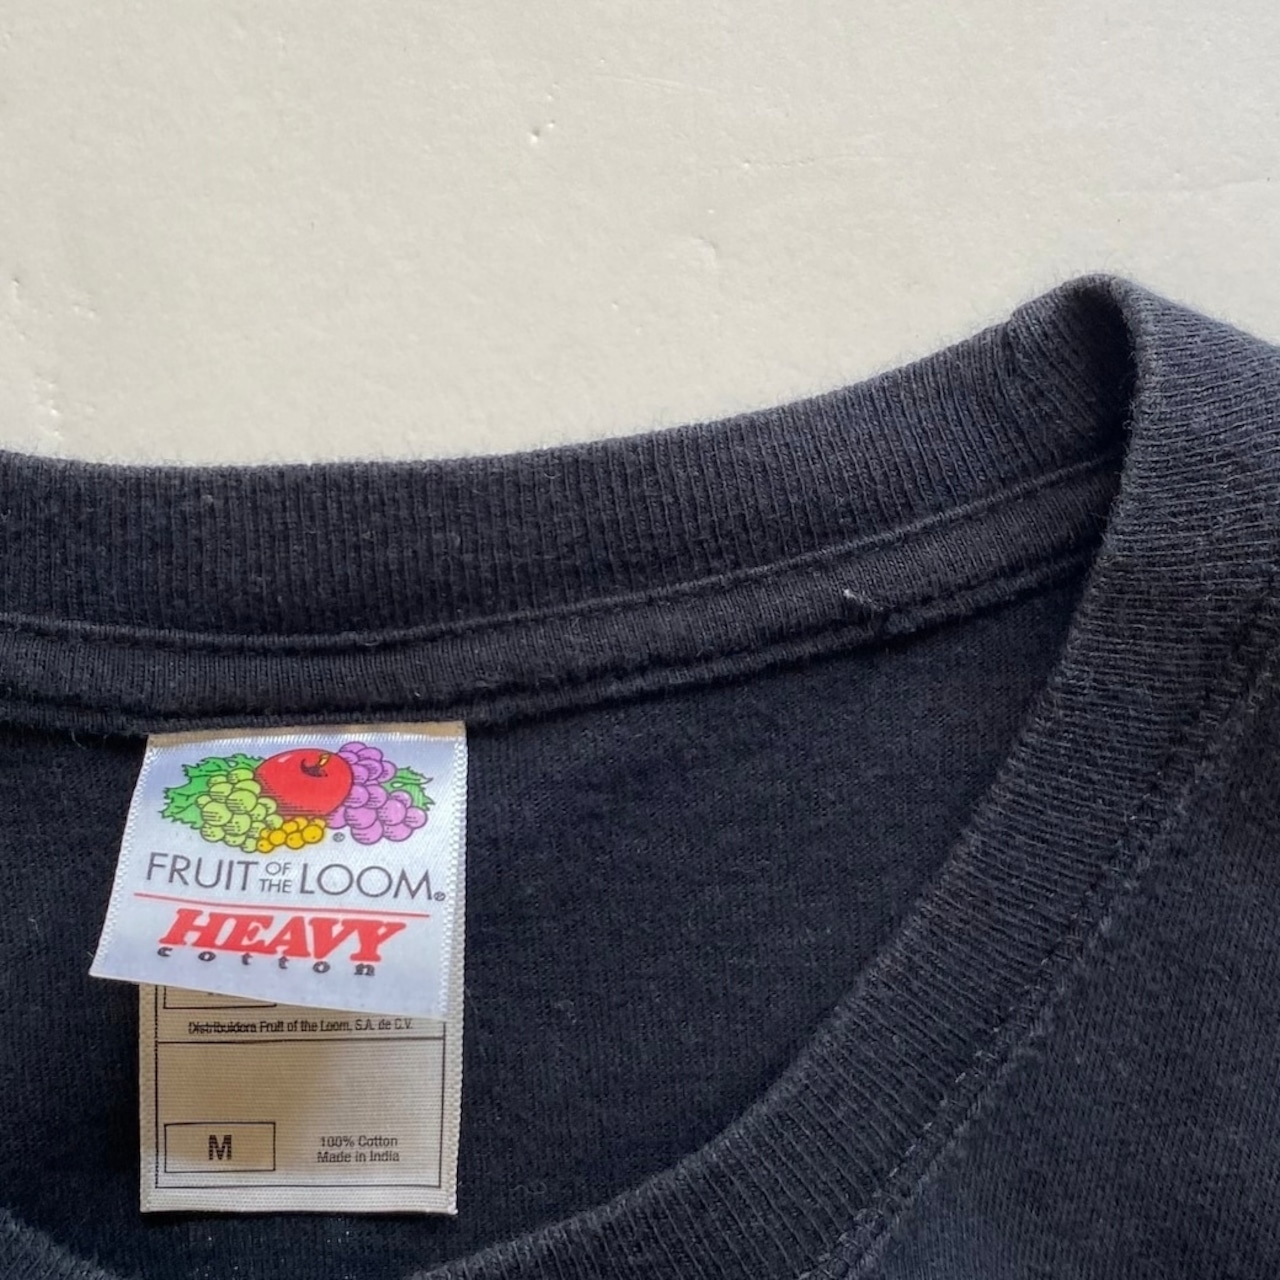 FRUIT OF THE LOOM®
HEAVY
cotton
Distribuidora Fruit of the Loom, S.A. de C.V.
M
100% Cotton
Made in India